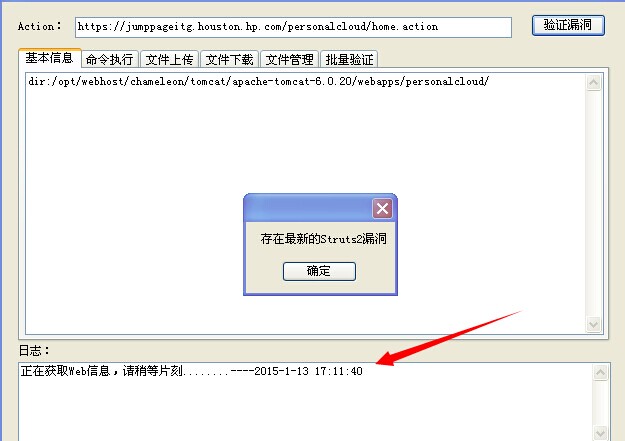 Action： https://jumppageitg.houston.hp.com/personalcloud/home.action 验证漏洞
基本信息 命令执行 文件上传 文件下载 文件管理 批量验证
dir:/opt/webhost/chameleon/tomcat/apache-tomcat-6.0.20/webapps/personalcloud/
存在最新的Struts2漏洞
确定
日志：
正在获取Web信息，请稍等片刻........----2015-1-13 17:11:40